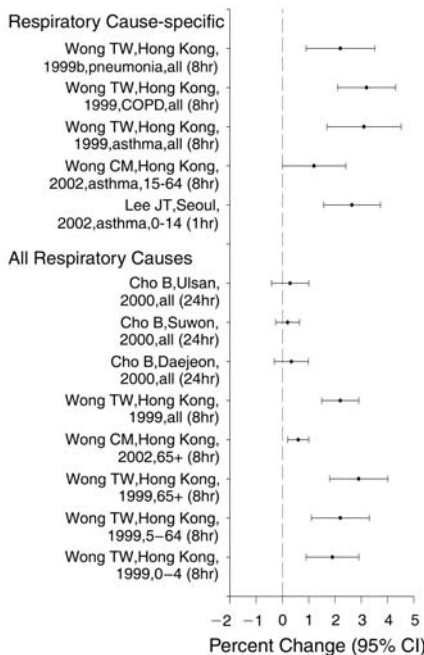 Respiratory Cause-specific
Wong TW,Hong Kong,
1999b,pneumonia,all (8hr)
Wong TW,Hong Kong,
1999,COPD,all (8hr)
Wong TW,Hong Kong,
1999,asthma,all (8hr)
Wong CM,Hong Kong,
2002,asthma,15-64 (8hr)
Lee JT,Seoul,
2002,asthma,0-14 (1hr)
All Respiratory Causes
Cho B,Ulsan,
2000,all (24hr)
Cho B,Suwon,
2000,all (24hr)
Cho B,Daejeon,
2000,all (24hr)
Wong TW,Hong Kong,
1999,all (8hr)
Wong CM,Hong Kong,
2002,65+ (8hr)
Wong TW,Hong Kong,
1999,65+ (8hr)
Wong TW,Hong Kong,
1999,5−64 (8hr)
Wong TW,Hong Kong,
1999,0−4 (8hr)
−2 −1 0 1 2 3 4 5
Percent Change (95% CI)